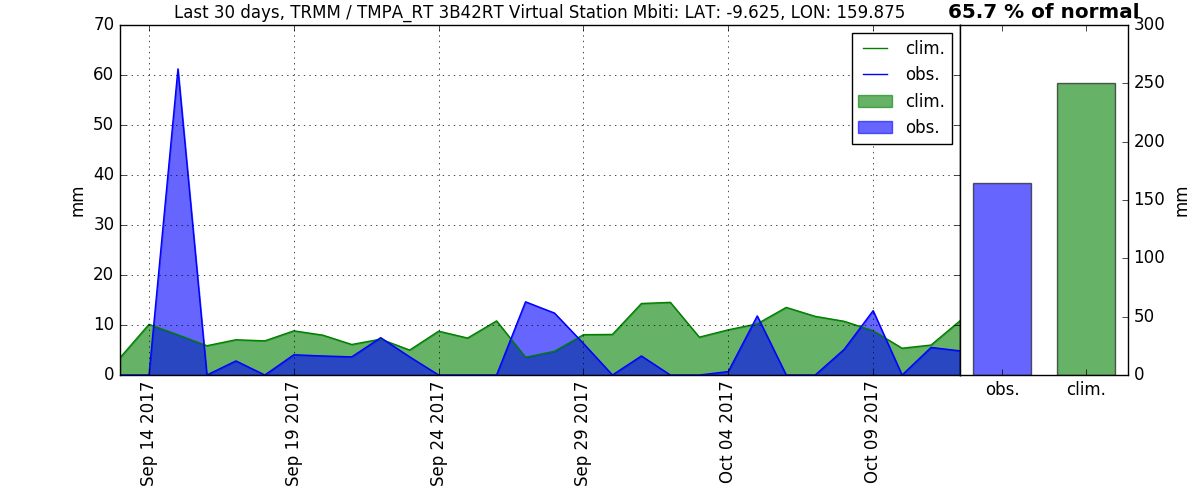 Last 30 days, TRMM / TMPA_RT 3B42RT Virtual Station Mbiti: LAT: -9.625, LON: 159.875
65.7 % of normal
70
60
50
40
30
20
10
0
mm
clim.
obs.
clim.
obs.
300
250
200
150
100
50
0
mm
Sep 14 2017
Sep 19 2017
Sep 24 2017
Sep 29 2017
Oct 04 2017
Oct 09 2017
obs.
clim.